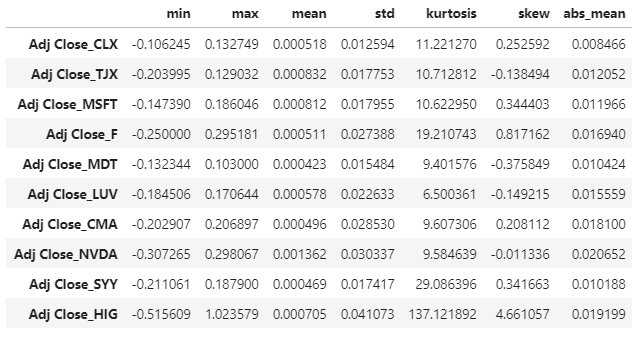 min max mean std kurtosis skew abs_mean
Adj Close_CLX -0.106245 0.132749 0.000518 0.012594 11.221270 0.252592 0.008466
Adj Close_TJX -0.203995 0.129032 0.000832 0.017753 10.712812 -0.138494 0.012052
Adj Close_MSFT -0.147390 0.186046 0.000812 0.017955 10.622950 0.344403 0.011966
Adj Close_F -0.250000 0.295181 0.000511 0.027388 19.210743 0.817162 0.016940
Adj Close_MDT -0.132344 0.103000 0.000423 0.015484 9.401576 -0.375849 0.010424
Adj Close_LUV -0.184506 0.170644 0.000578 0.022633 6.500361 -0.149215 0.015559
Adj Close_CMA -0.202907 0.206897 0.000496 0.028530 9.607306 0.208112 0.018100
Adj Close_NVDA -0.307265 0.298067 0.001362 0.030337 9.584639 -0.011336 0.020652
Adj Close_SYY -0.211061 0.187900 0.000469 0.017417 29.086396 0.341663 0.010188
Adj Close_HIG -0.515609 1.023579 0.000705 0.041073 137.121892 4.661057 0.019199